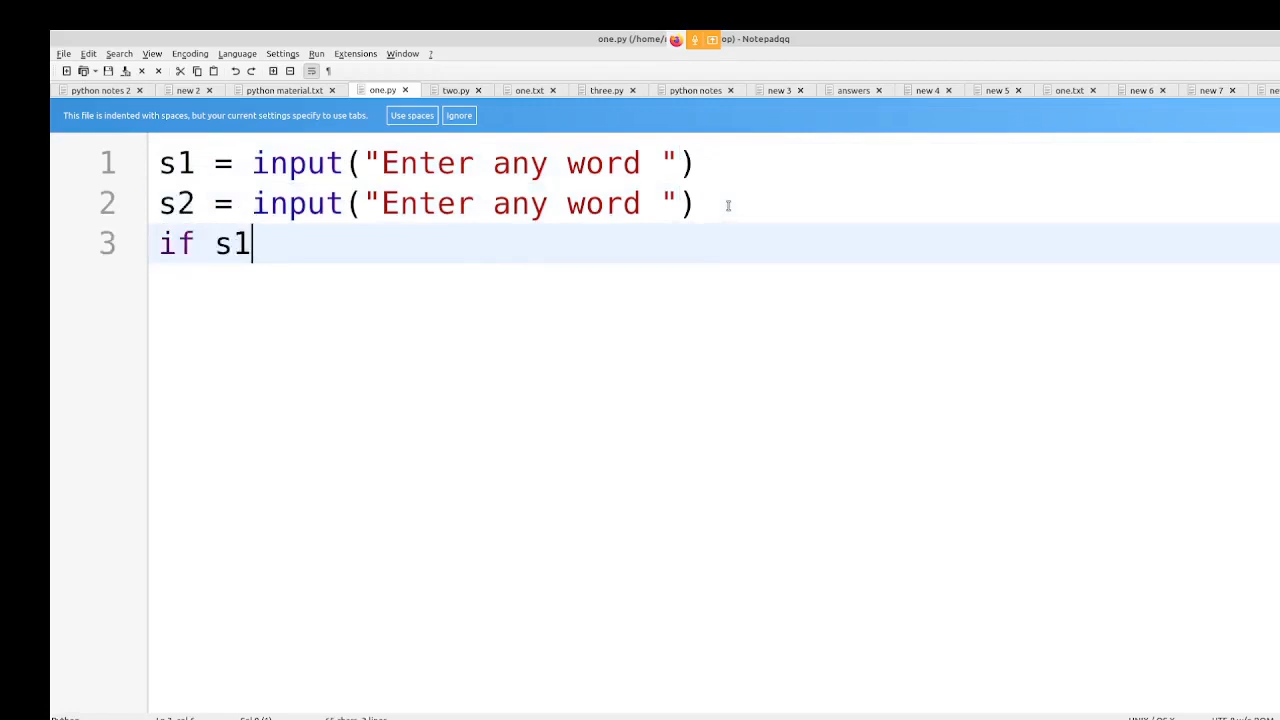 one.py (/home/ op) - Notepadqq
File Edit Search View Encoding Language Settings Run Extensions Window ?
python notes 2 new 2 python material.txt one.py two.py one.txt three.py python notes new 3 answers new 4 new 5 one.txt new 6 new 7
This file is indented with spaces, but your current settings specify to use tabs. Use spaces Ignore
1 s1 = input("Enter any word ")
2 s2 = input("Enter any word ")
3 if s1